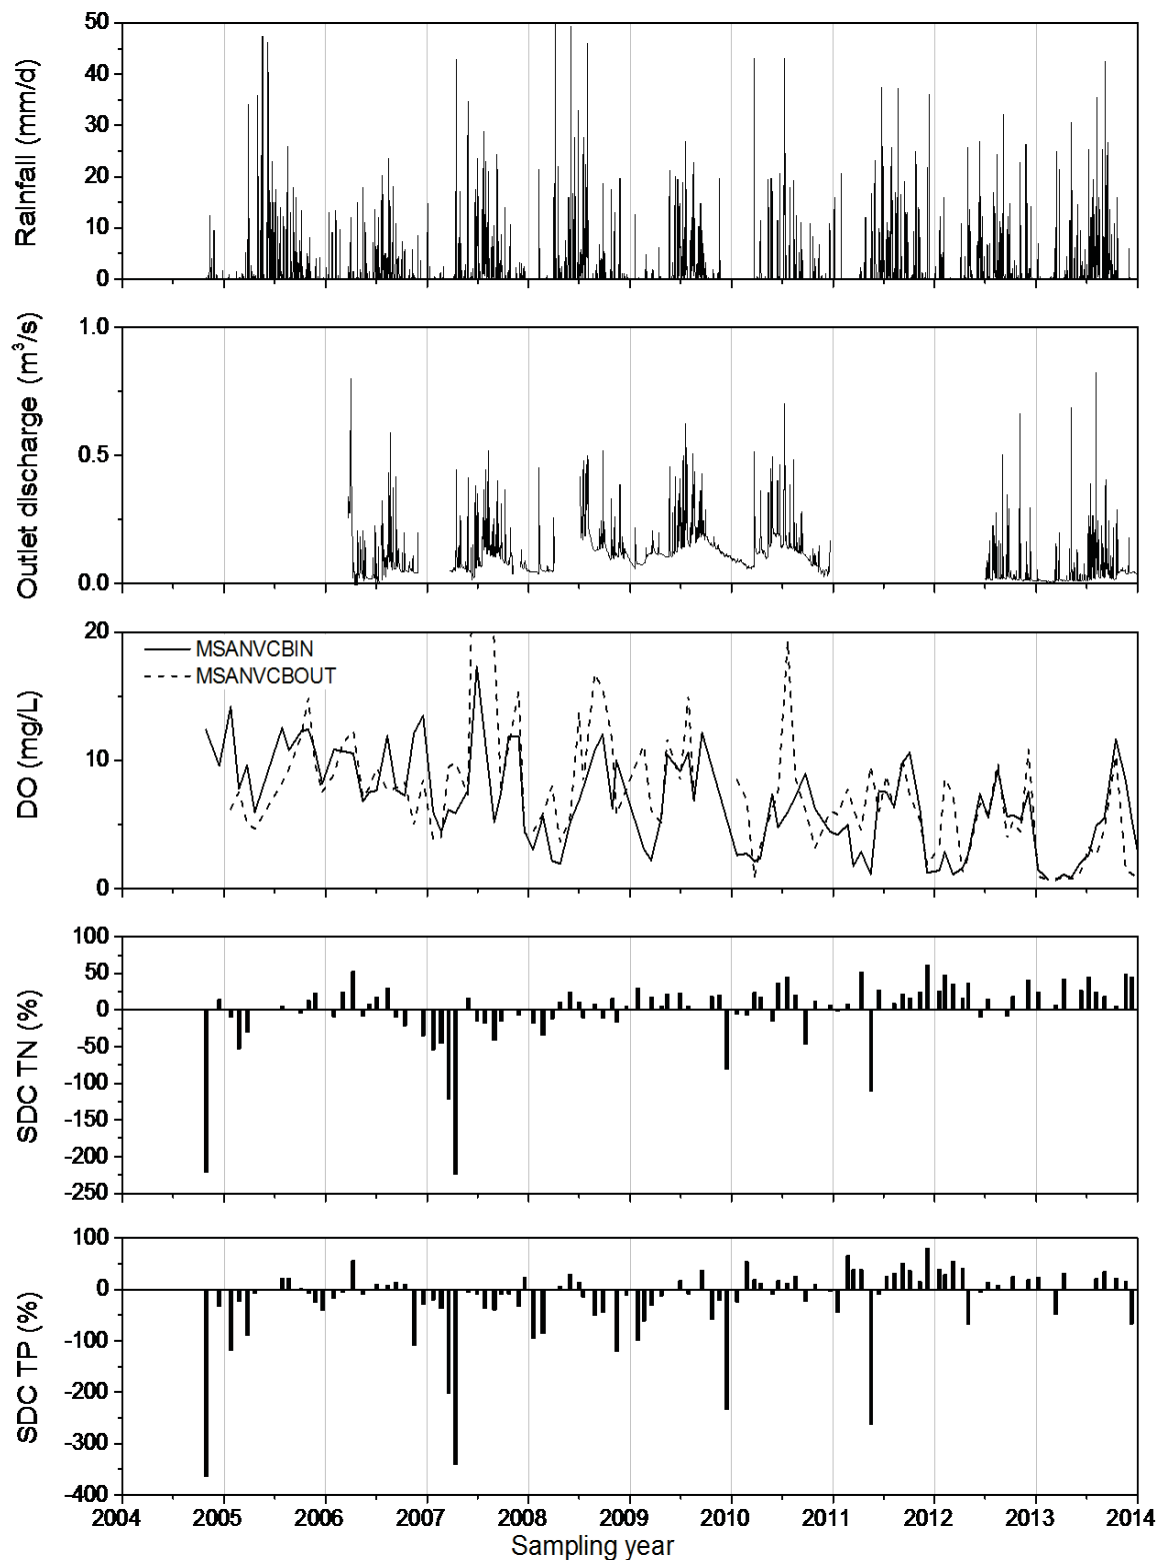 Rainfall (mm/d)
50
40
30
20
10
0
Outlet discharge (m³/s)
1.0
0.5
0.0
DO (mg/L)
20
10
0
MSANVCBIN
MSANVCBOUT
SDC TN (%)
100
50
0
-50
-100
-150
-200
-250
SDC TP (%)
100
0
-100
-200
-300
-400
2004 2005 2006 2007 2008 2009 2010 2011 2012 2013 2014
Sampling year